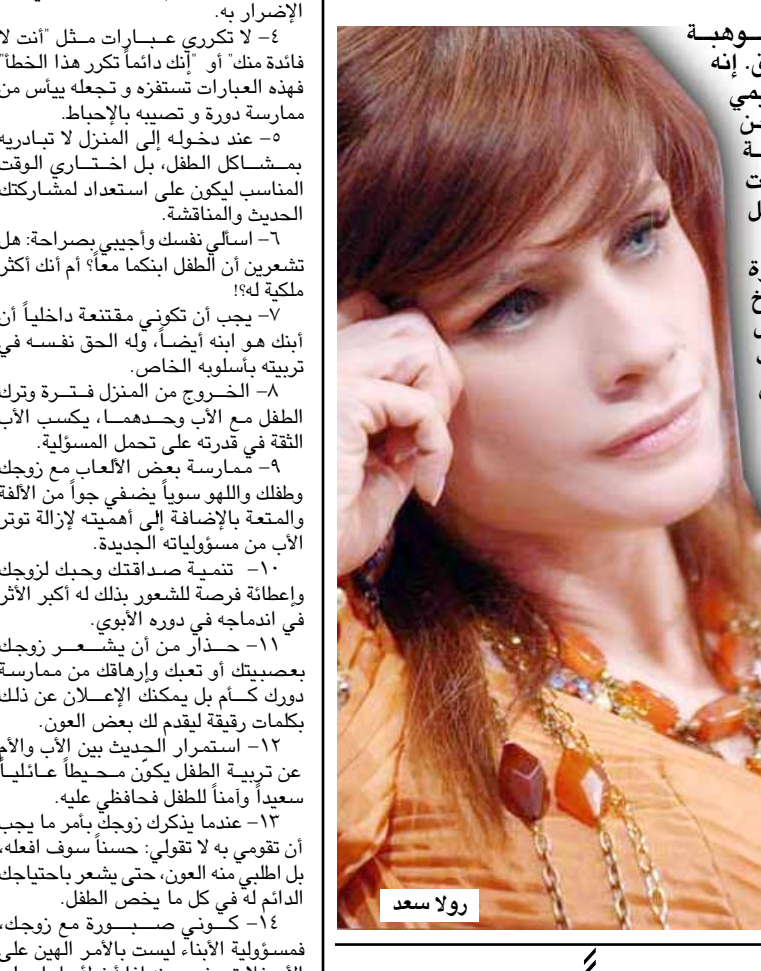 الإضرار به.
٤- لا تكرري عبارات مثل "أنت لا
فائدة منك" أو "إنك دائماً تكرر هذا الخطأ"
فهذه العبارات تستفزه و تجعله ييأس من
ممارسة دورة و تصيبه بالإحباط.
٥- عند دخوله إلى المنزل لا تبادريه
بمشاكل الطفل، بل اختاري الوقت
المناسب ليكون على استعداد لمشاركتك
الحديث والمناقشة.
٦- اسألي نفسك وأجيبي بصراحة: هل
تشعرين أن الطفل ابنكما معاً؟ أم أنك أكثر
ملكية له؟!
٧- يجب أن تكوني مقتنعة داخلياً أن
أبنك هو ابنه أيضاً، وله الحق نفسه في
تربيته بأسلوبه الخاص.
٨- الخروج من المنزل فترة وترك
الطفل مع الأب وحدهما، يكسب الأب
الثقة في قدرته على تحمل المسؤلية.
٩- ممارسة بعض الألعاب مع زوجك
وطفلك واللهو سوياً يضفي جواً من الألفة
والمتعة بالإضافة إلى أهميته لإزالة توتر
الأب من مسؤولياته الجديدة.
١٠- تنمية صداقتك وحبك لزوجك
وإعطائة فرصة للشعور بذلك له أكبر الأثر
في اندماجه في دوره الأبوي.
١١- حذار من أن يشعر زوجك
بعصبيتك أو تعبك وإرهاقك من ممارسة
دورك كأم بل يمكنك الإعلان عن ذلك
بكلمات رقيقة ليقدم لك بعض العون.
١٢- استمرار الحديث بين الأب والأم
عن تربية الطفل يكوّن محيطاً عائلياً
سعيداً وآمناً للطفل فحافظي عليه.
١٣- عندما يذكرك زوجك بأمر ما يجب
أن تقومي به لا تقولي: حسناً سوف افعله،
بل اطلبي منه العون، حتى يشعر باحتياجك
الدائم له في كل ما يخص الطفل.
١٤- كوني صبورة مع زوجك،
فمسؤولية الأبناء ليست بالأمر الهين على
رولا سعد